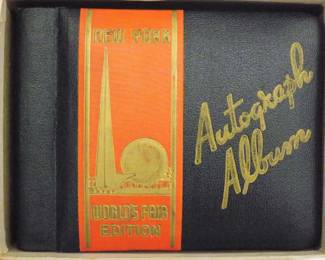 NEW YORK
WORLD'S FAIR
EDITION
Autograph
Album